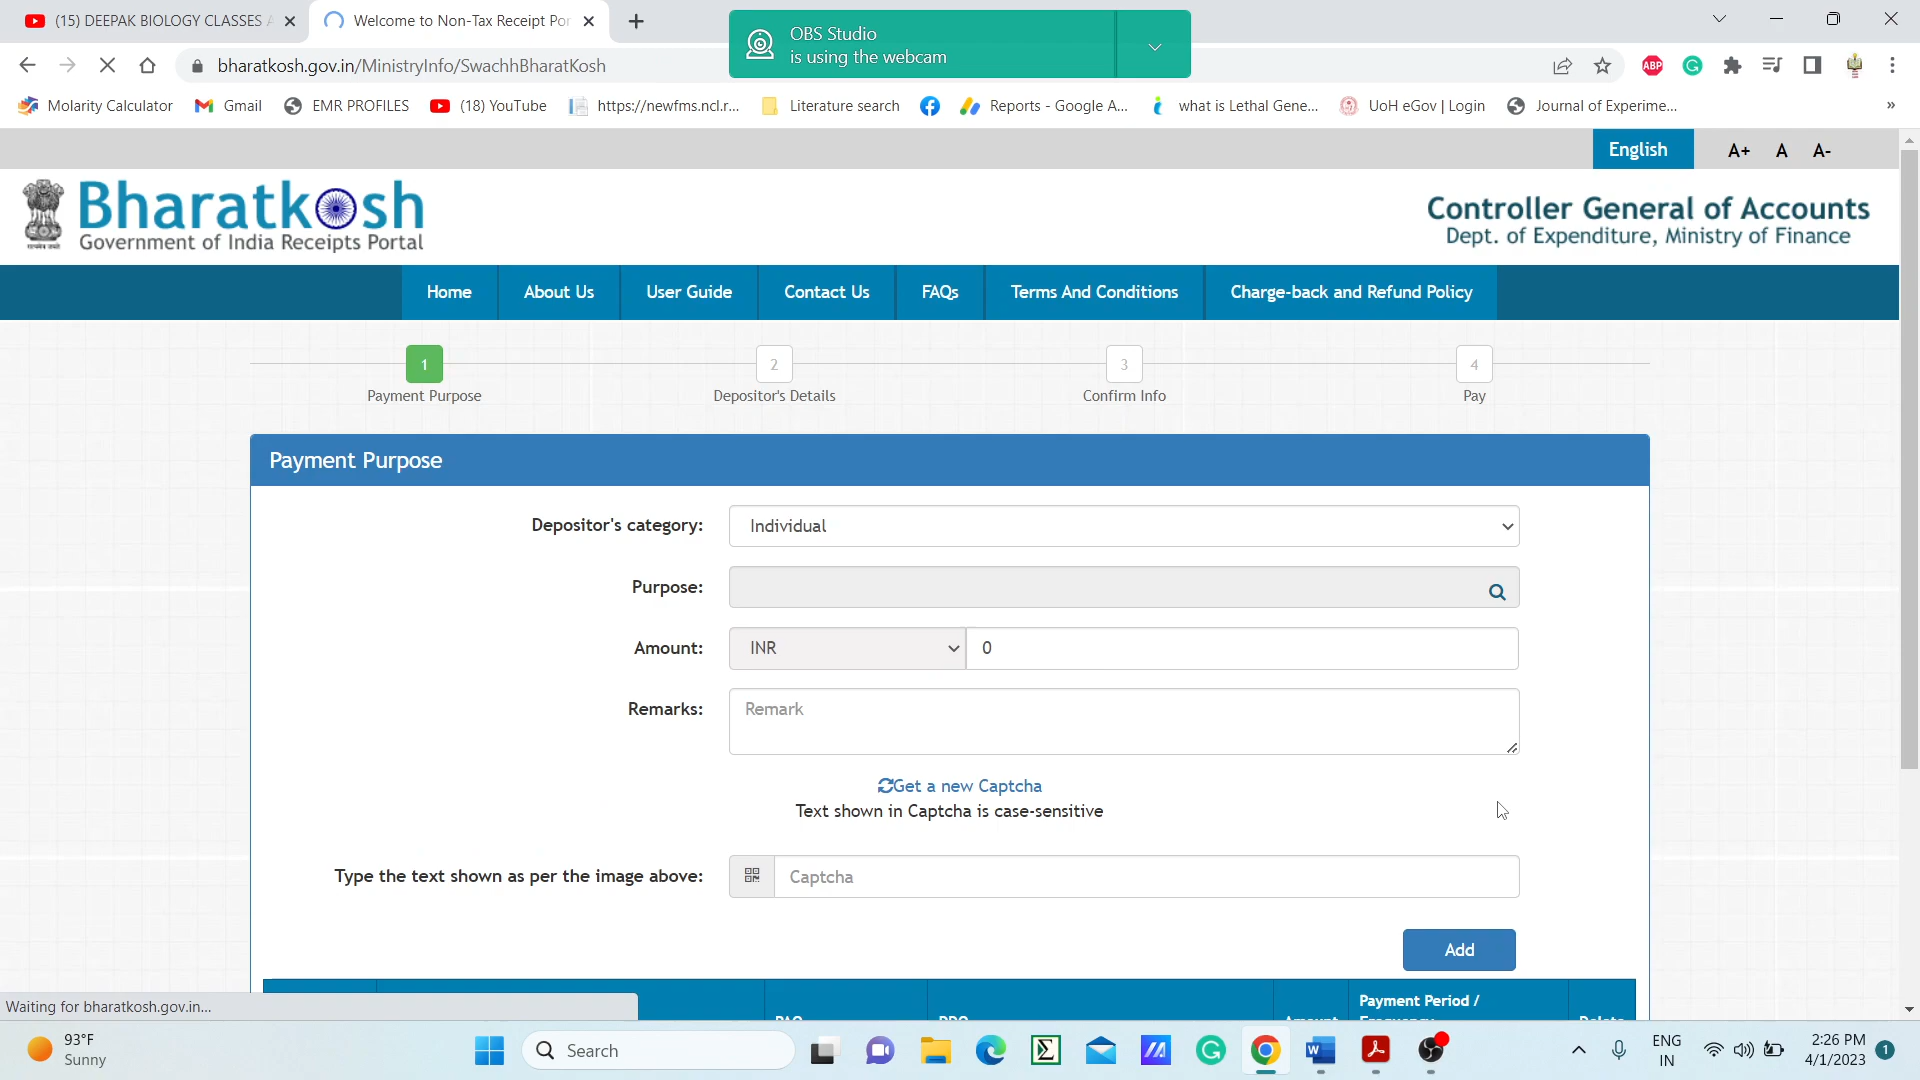 (15) DEEPAK BIOLOGY CLASSES
Welcome to Non-Tax Receipt Por
OBS Studio
is using the webcam
bharatkosh.gov.in/MinistryInfo/SwachhBharatKosh
ABP
Molarity Calculator
Gmail
EMR PROFILES
(18) YouTube
https://newfms.ncl.r...
Literature search
Reports - Google A...
what is Lethal Gene...
UoH eGov | Login
Journal of Experime...
»
English
A+ A A-
Bharatkosh
Government of India Receipts Portal
Controller General of Accounts
Dept. of Expenditure, Ministry of Finance
Home
About Us
User Guide
Contact Us
FAQs
Terms And Conditions
Charge-back and Refund Policy
1
Payment Purpose
2
Depositor's Details
3
Confirm Info
4
Pay
Payment Purpose
Depositor's category:
Individual
Purpose:
Amount:
INR
0
Remarks:
Remark
Get a new Captcha
Text shown in Captcha is case-sensitive
Type the text shown as per the image above:
Captcha
Add
PAO
DDO
Amount
Payment Period /
Frequency
Delete
Waiting for bharatkosh.gov.in...
93°F
Sunny
Search
ENG
IN
2:26 PM
4/1/2023
1